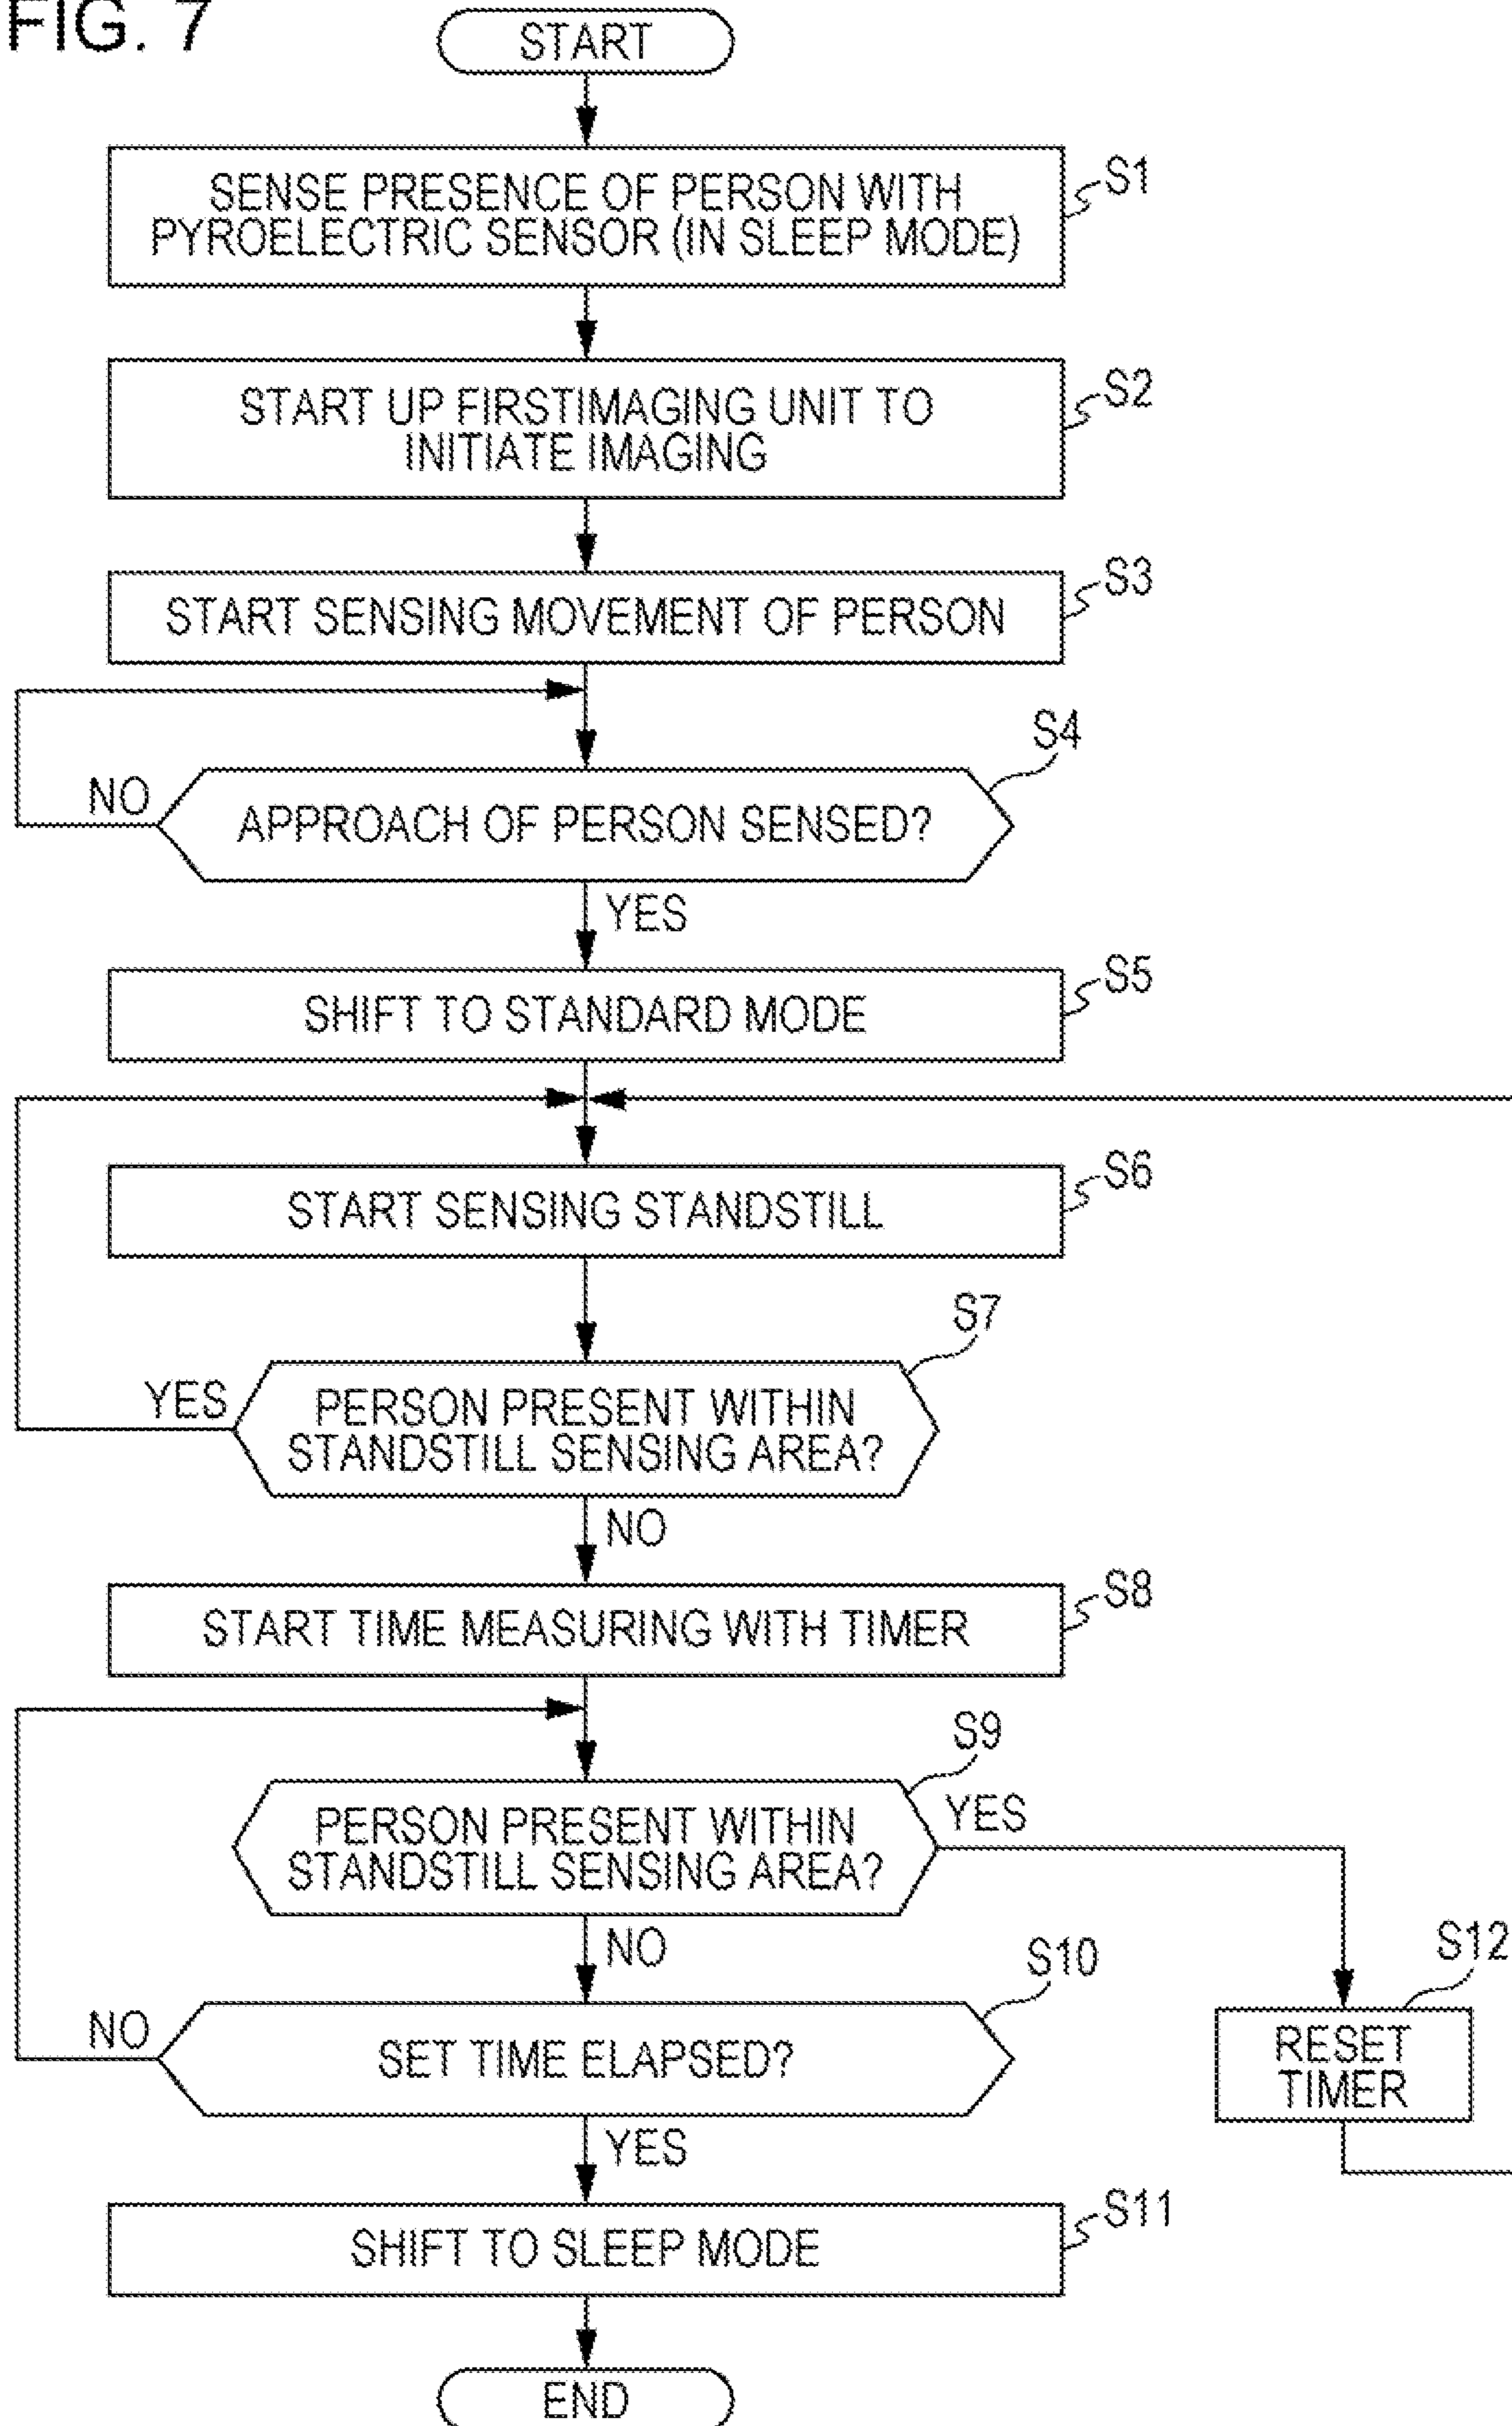 FIG. 7
START
SENSE PRESENCE OF PERSON WITH
PYROELECTRIC SENSOR (IN SLEEP MODE)
S1
START UP FIRSTIMAGING UNIT TO
INITIATE IMAGING
S2
START SENSING MOVEMENT OF PERSON
S3
S4
NO
APPROACH OF PERSON SENSED?
YES
SHIFT TO STANDARD MODE
S5
START SENSING STANDSTILL
S6
S7
YES
PERSON PRESENT WITHIN
STANDSTILL SENSING AREA?
NO
START TIME MEASURING WITH TIMER
S8
S9
PERSON PRESENT WITHIN
STANDSTILL SENSING AREA?
YES
NO
S10
S12
NO
SET TIME ELAPSED?
RESET
TIMER
YES
SHIFT TO SLEEP MODE
S11
END